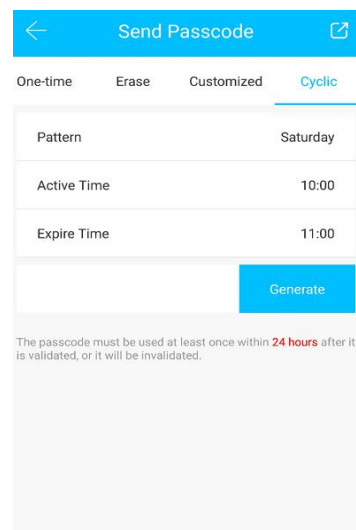 Send Passcode
One-time Erase Customized Cyclic
Pattern Saturday
Active Time 10:00
Expire Time 11:00
Generate
The passcode must be used at least once within 24 hours after it
is validated, or it will be invalidated.